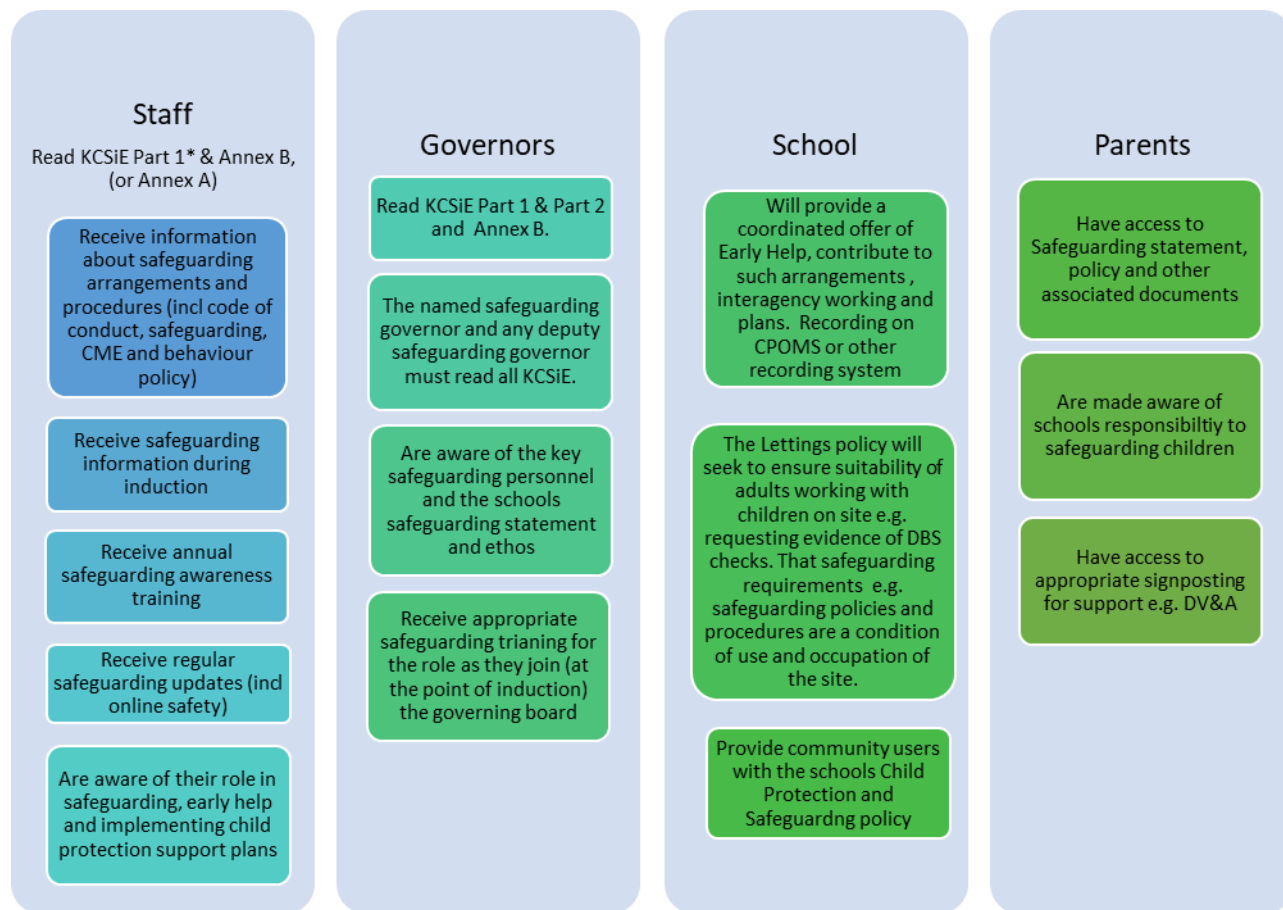 Staff
Read KCSiE Part 1* & Annex B,
(or Annex A)
Receive information
about safeguarding
arrangements and
procedures (incl code of
conduct, safeguarding,
CME and behaviour
policy)
Receive safeguarding
information during
induction
Receive annual
safeguarding awareness
training
Receive regular
safeguarding updates (incl
online safety)
Are aware of their role in
safeguarding, early help
and implementing child
protection support plans
Governors
Read KCSiE Part 1 & Part 2
and Annex B.
The named safeguarding
governor and any deputy
safeguarding governor
must read all KCSiE.
Are aware of the key
safeguarding personnel
and the schools
safeguarding statement
and ethos
Receive appropriate
safeguarding trianing for
the role as they join (at
the point of induction)
the governing board
School
Will provide a
coordinated offer of
Early Help, contribute to
such arrangements ,
interagency working and
plans. Recording on
CPOMS or other
recording system
The Lettings policy will
seek to ensure suitability of
adults working with
children on site e.g.
requesting evidence of DBS
checks. That safeguarding
requirements e.g.
safeguarding policies and
procedures are a condition
of use and occupation of
the site.
Provide community users
with the schools Child
Protection and
Safeguardng policy
Parents
Have access to
Safeguarding statement,
policy and other
associated documents
Are made aware of
schools responsibiltiy to
safeguarding children
Have access to
appropriate signposting
for support e.g. DV&A